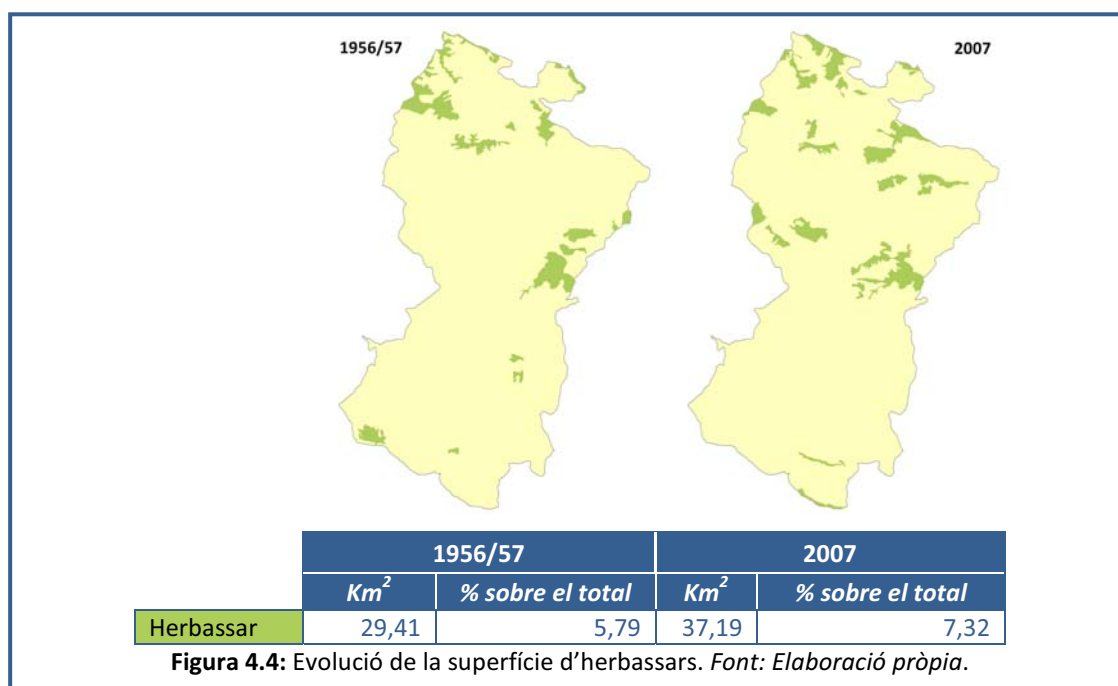 1956/57 2007
1956/57 2007
Km² % sobre el total Km² % sobre el total
Herbassar 29,41 5,79 37,19 7,32
Figura 4.4: Evolució de la superfície d’herbassars. Font: Elaboració pròpia.